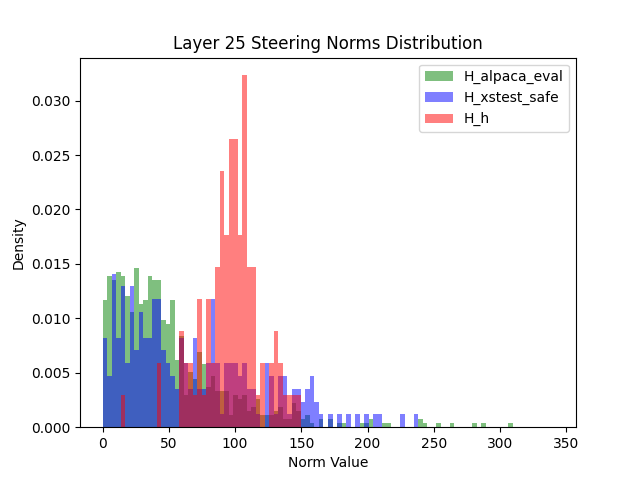 Layer 25 Steering Norms Distribution
H_alpaca_eval
H_xstest_safe
H_h
Density
0.030
0.025
0.020
0.015
0.010
0.005
0.000
0 50 100 150 200 250 300 350
Norm Value